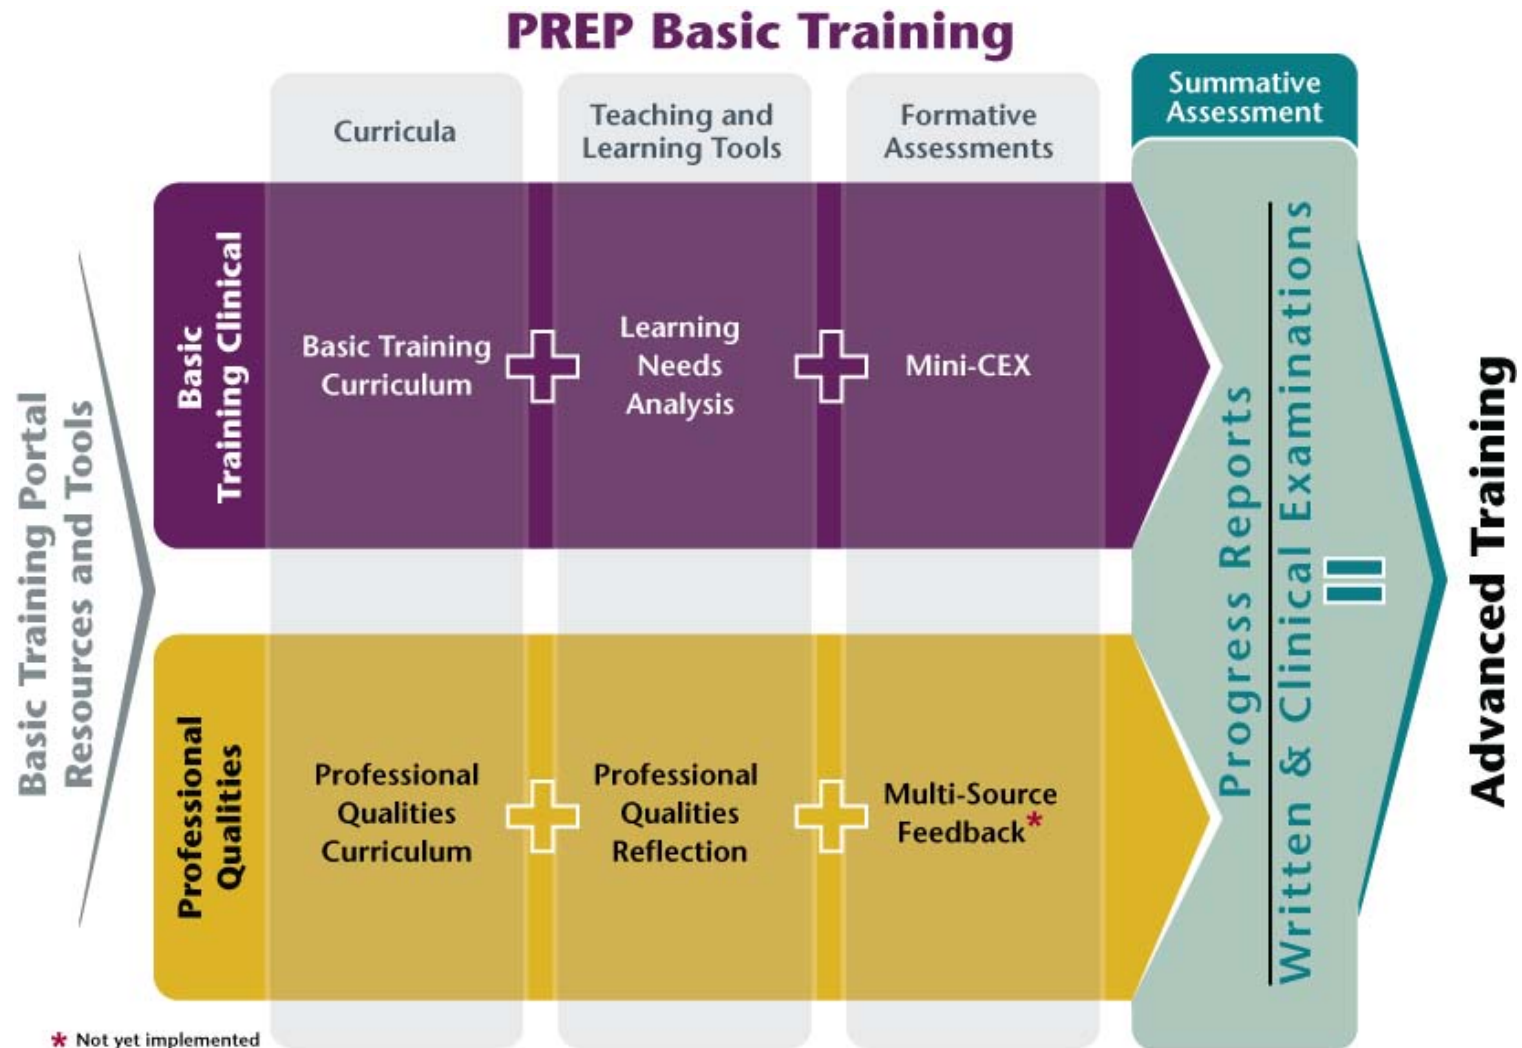 PREP Basic Training
Curricula
Teaching and
Learning Tools
Formative
Assessments
Summative
Assessment
Basic Training Portal
Resources and Tools
Basic
Training Clinical
Basic Training
Curriculum
Learning
Needs
Analysis
Mini-CEX
Professional
Qualities
Professional
Qualities
Curriculum
Professional
Qualities
Reflection
Multi-Source
Feedback*
Progress Reports
Written & Clinical Examinations
Advanced Training
* Not yet implemented